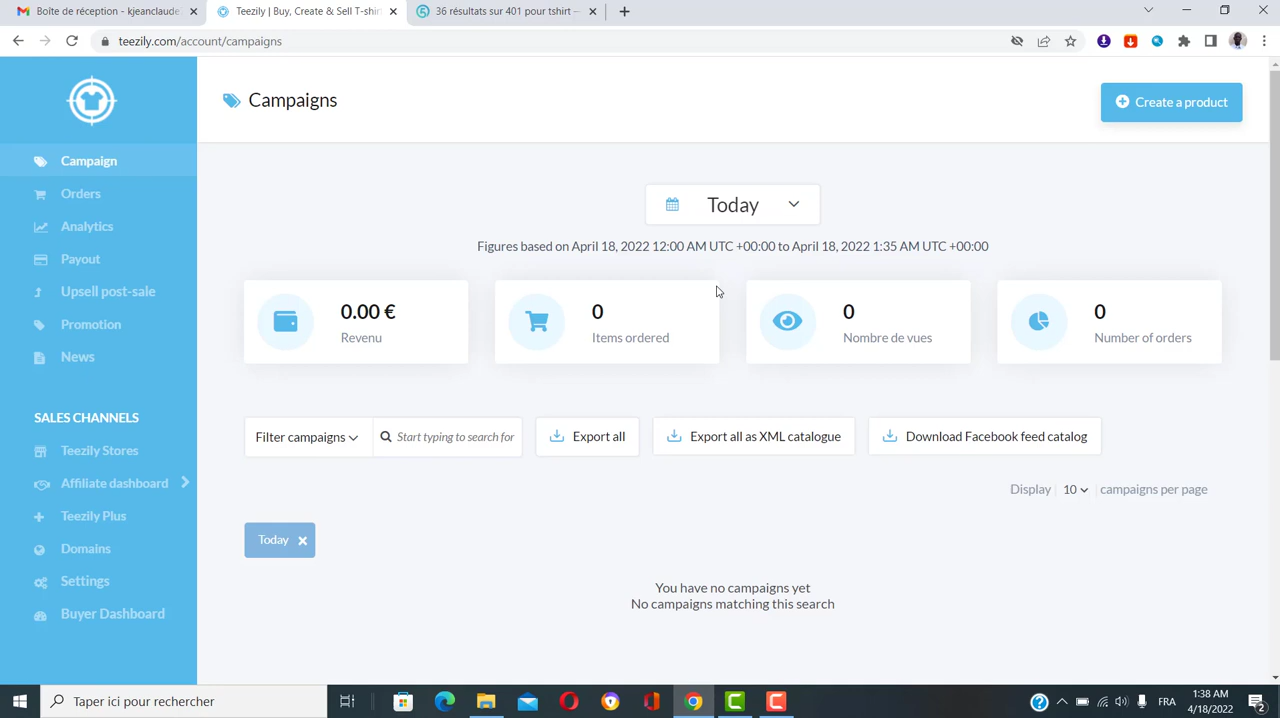 Boîte de réception - kjeanclaude
Teezily | Buy, Create & Sell T-shir
36 résultats sur 401 pour tshirt —
teezily.com/account/campaigns
Campaigns
Create a product
Campaign
Orders
Analytics
Payout
Upsell post-sale
Promotion
News
SALES CHANNELS
Teezily Stores
Affiliate dashboard
Teezily Plus
Domains
Settings
Buyer Dashboard
Today
Figures based on April 18, 2022 12:00 AM UTC +00:00 to April 18, 2022 1:35 AM UTC +00:00
0.00 €
Revenu
0
Items ordered
0
Nombre de vues
0
Number of orders
Filter campaigns
Start typing to search for
Export all
Export all as XML catalogue
Download Facebook feed catalog
Display 10 campaigns per page
Today
You have no campaigns yet
No campaigns matching this search
Taper ici pour rechercher
FRA
1:38 AM
4/18/2022
2